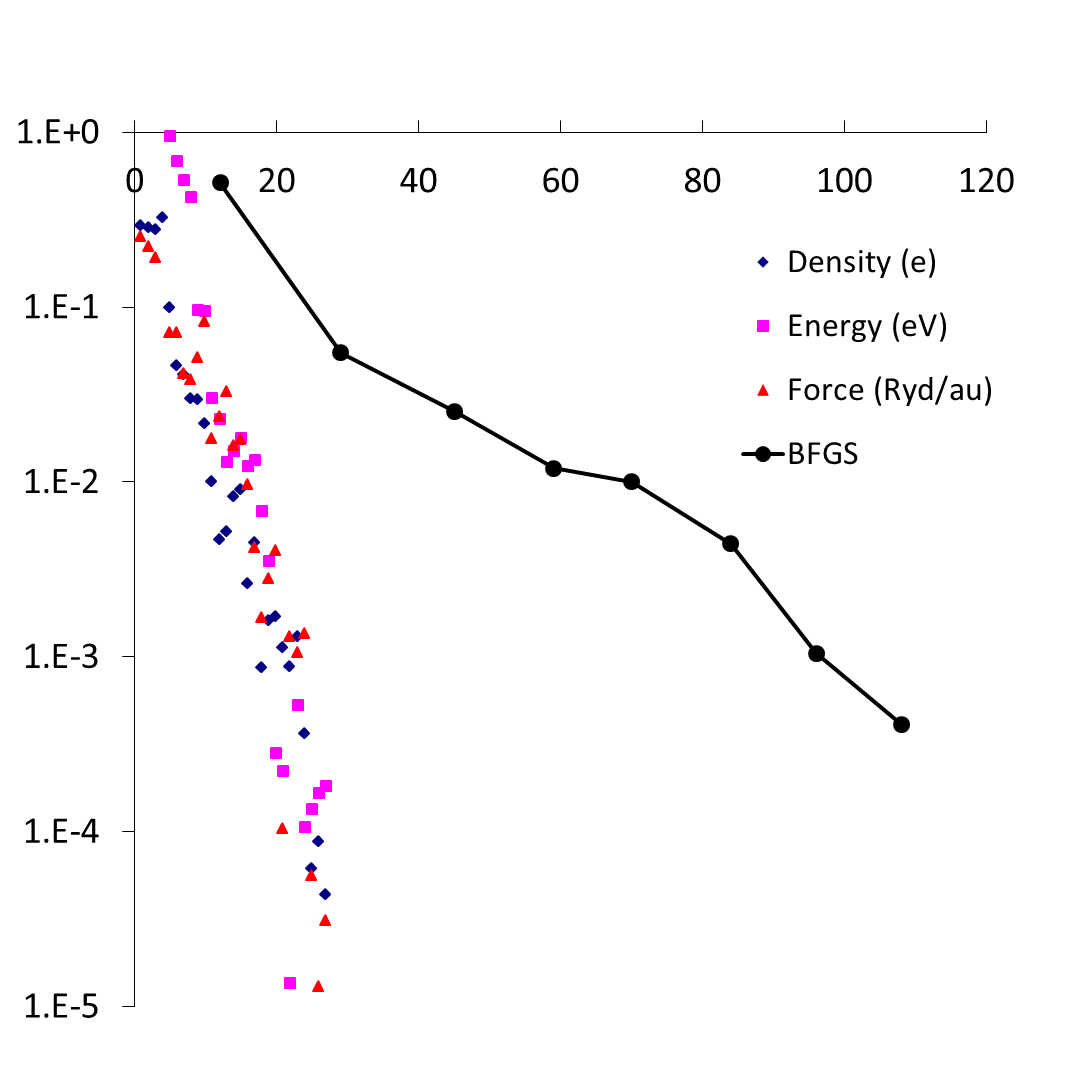 1.E+0
0 20 40 60 80 100 120
Density (e)
1.E-1
Energy (eV)
Force (Ryd/au)
BFGS
1.E-2
1.E-3
1.E-4
1.E-5